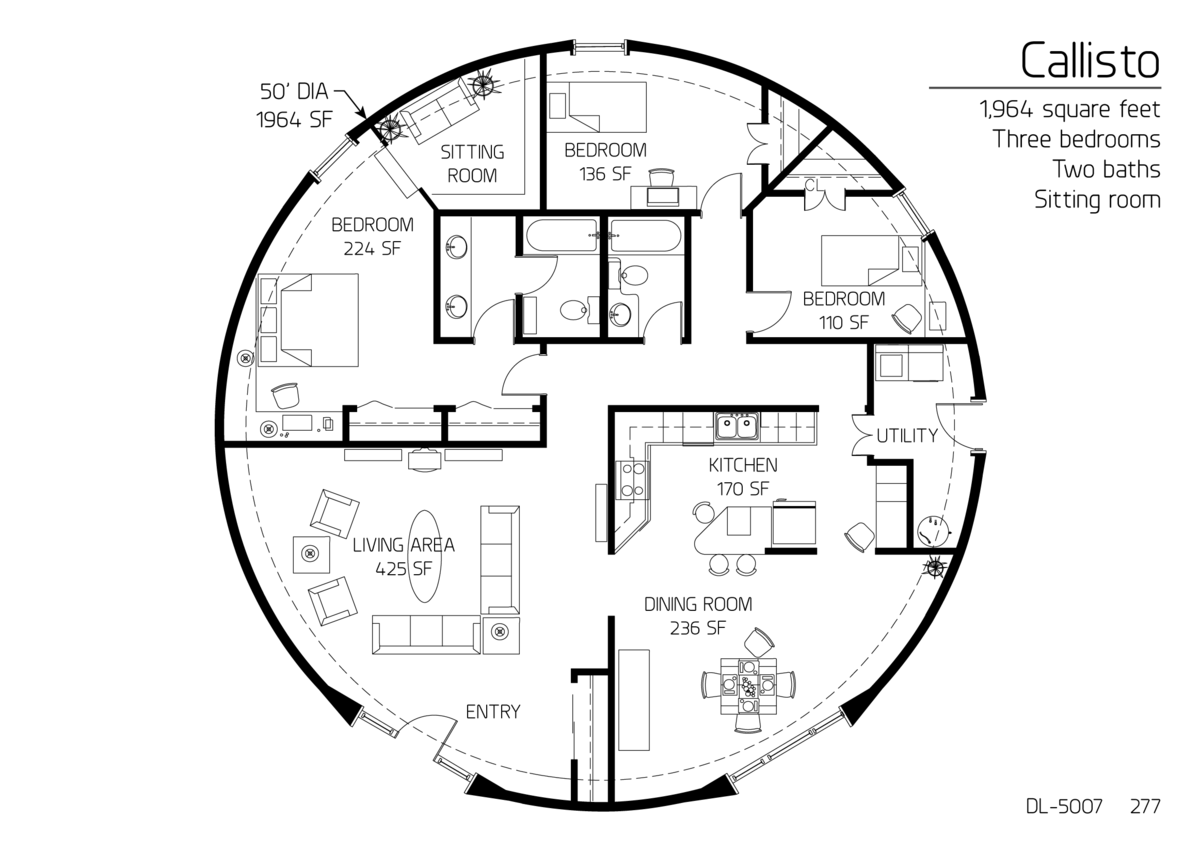 Callisto
1,964 square feet
Three bedrooms
Two baths
Sitting room
50' DIA
1964 SF
SITTING
ROOM
BEDROOM
136 SF
CL
BEDROOM
224 SF
BEDROOM
110 SF
UTILITY
KITCHEN
170 SF
LIVING AREA
425 SF
DINING ROOM
236 SF
ENTRY
DL-5007 277